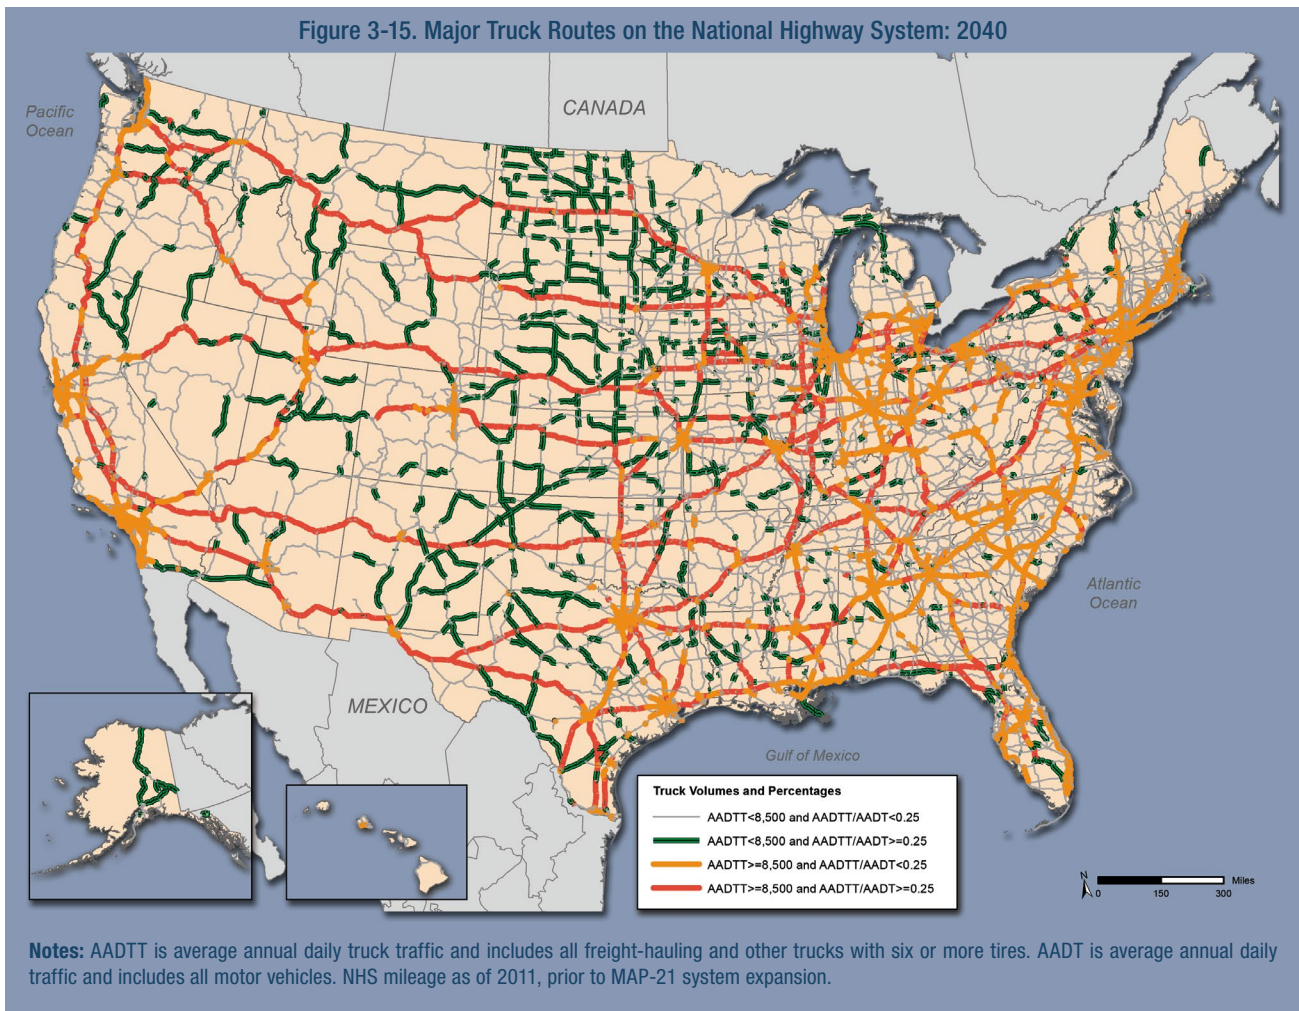 Figure 3-15. Major Truck Routes on the National Highway System: 2040
Pacific
Ocean
CANADA
Atlantic
Ocean
MEXICO
Gulf of Mexico
Truck Volumes and Percentages
AADTT<8,500 and AADTT/AADT<0.25
AADTT<8,500 and AADTT/AADT>=0.25
AADTT>=8,500 and AADTT/AADT<0.25
AADTT>=8,500 and AADTT/AADT>=0.25
N
Miles
0 150 300
Notes: AADTT is average annual daily truck traffic and includes all freight-hauling and other trucks with six or more tires. AADT is average annual daily
traffic and includes all motor vehicles. NHS mileage as of 2011, prior to MAP-21 system expansion.